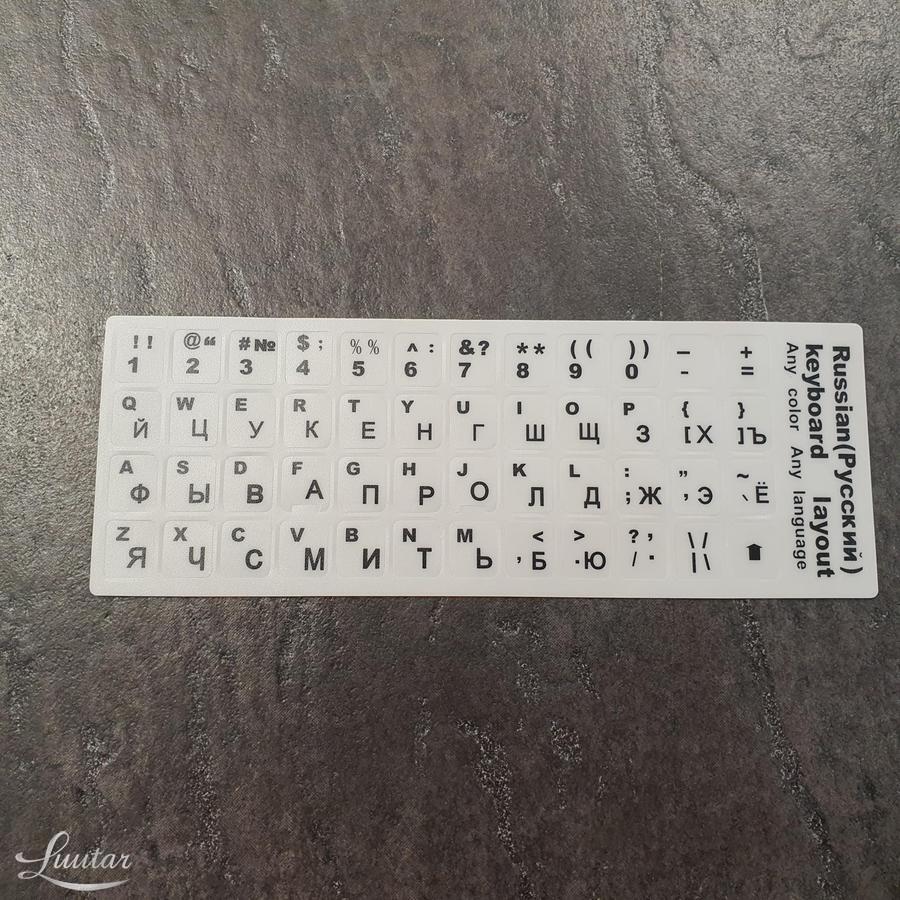 ! ! @ “ # № $ ; % % ^ : & ? * * ( ( ) ) _ +
1 2 3 4 5 6 7 8 9 0 - =
Q W E R T Y U I O P { }
Й Ц У К Е Н Г Ш Щ З [ Х ] Ъ
A S D F G H J K L : ” ~
Ф Ы В А П Р О Л Д ; Ж ’ Э ` Ё
Z X C V B N M < > ? , \ /
Я Ч С М И Т Ь , Б . Ю / . | \
Russian(Русский)
keyboard layout
Any color Any language
Luutar